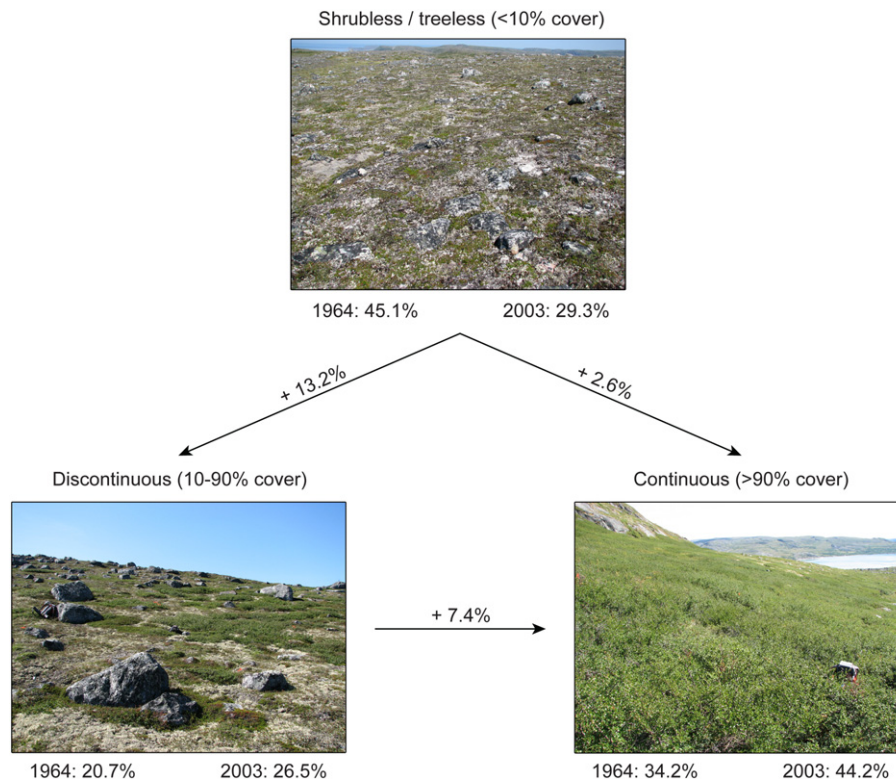 Shrubless / treeless (<10% cover)
1964: 45.1% 2003: 29.3%
+ 13.2%
+ 2.6%
Discontinuous (10-90% cover)
Continuous (>90% cover)
+ 7.4%
1964: 20.7% 2003: 26.5%
1964: 34.2% 2003: 44.2%